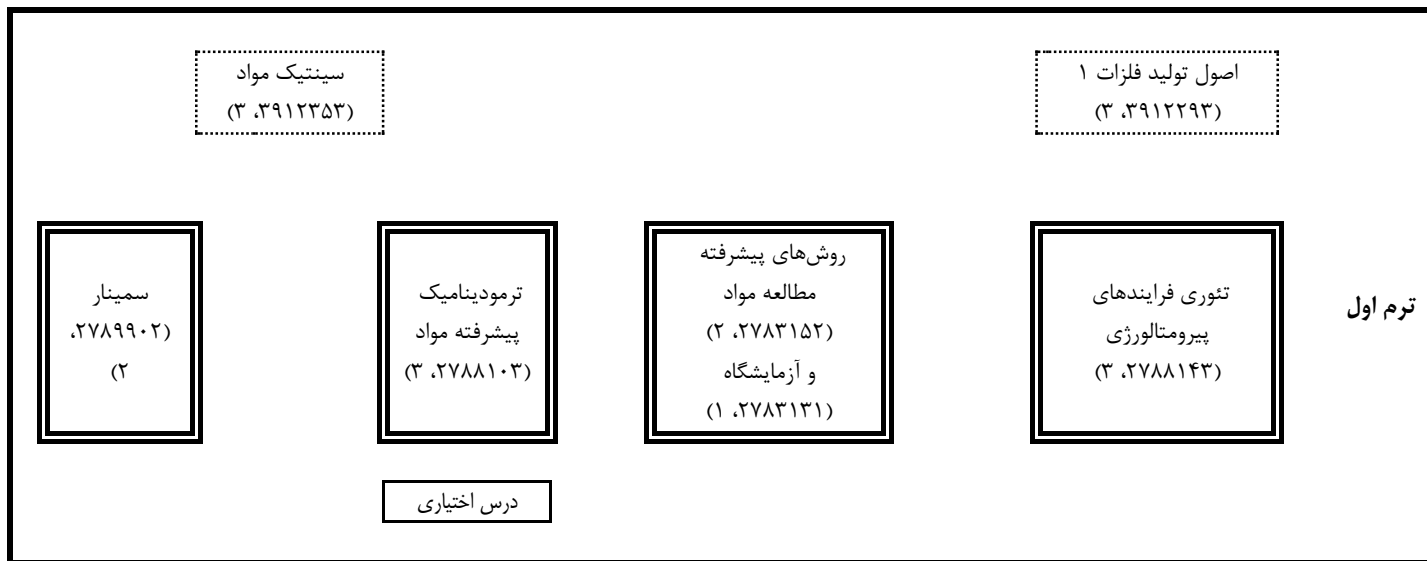 اصول تولید فلزات ۱
(۳۹۱۲۲۹۳، ۳)
سینتیک مواد
(۳۹۱۲۳۵۳، ۳)
ترم اول
تئوری فرایندهای
پیرومتالورژی
(۲۷۸۸۱۴۳، ۳)
روش‌های پیشرفته
مطالعه مواد
(۲۷۸۳۱۵۲، ۲)
و آزمایشگاه
(۲۷۸۳۱۳۱، ۱)
ترمودینامیک
پیشرفته مواد
(۲۷۸۸۱۰۳، ۳)
سمینار
(۲۷۸۹۹۰۲،
۲)
درس اختیاری